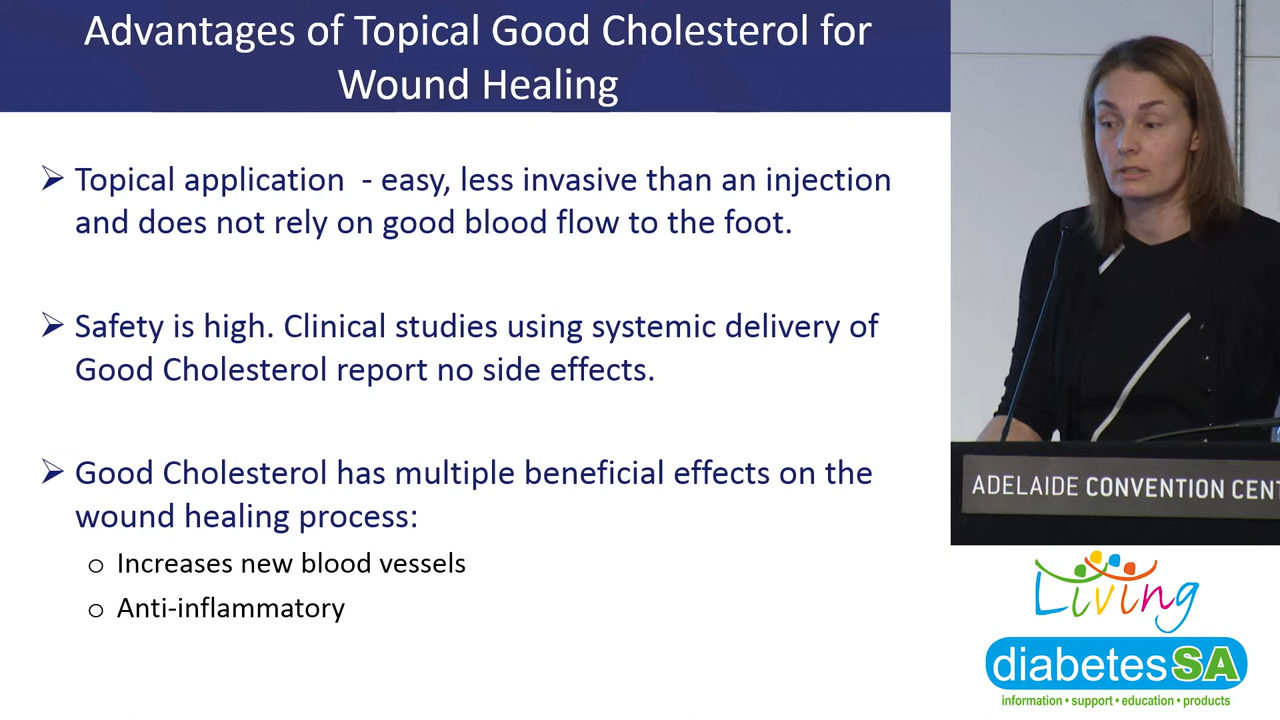 Advantages of Topical Good Cholesterol for
Wound Healing
➢ Topical application - easy, less invasive than an injection
and does not rely on good blood flow to the foot.
➢ Safety is high. Clinical studies using systemic delivery of
Good Cholesterol report no side effects.
➢ Good Cholesterol has multiple beneficial effects on the
wound healing process:
o Increases new blood vessels
o Anti-inflammatory
ADELAIDE CONVENTION CENT
Living
diabetesSA
information • support • education • products